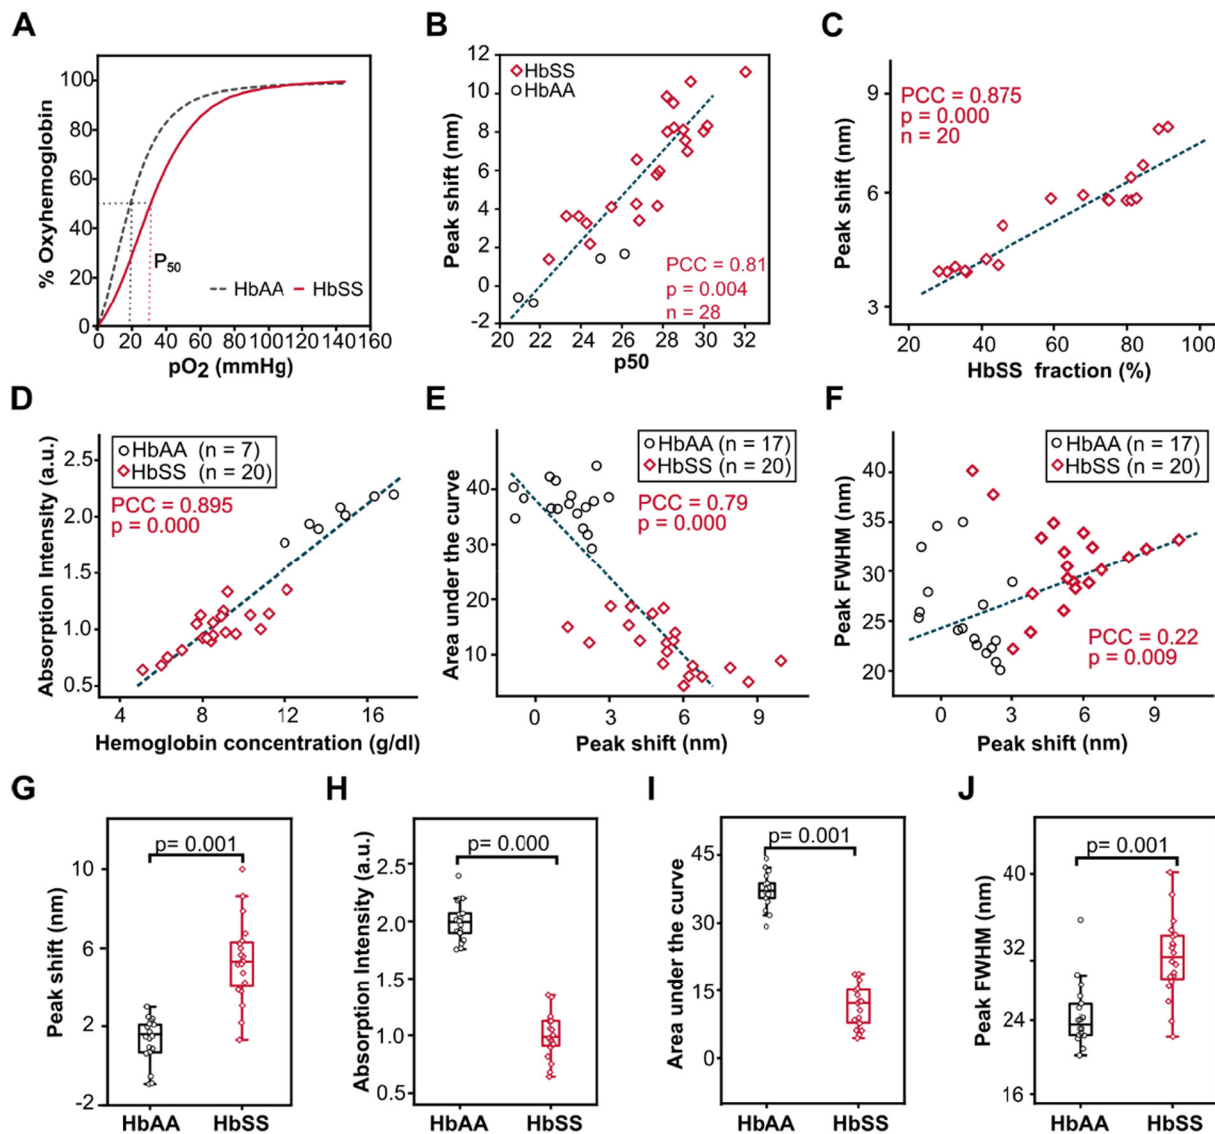 A
% Oxyhemoglobin
100
80
60
40
20
0
P50
HbAA HbSS
0 20 40 60 80 100 120 140 160
pO2 (mmHg)
B
Peak shift (nm)
12
10
8
6
4
2
0
-2
HbSS
HbAA
PCC = 0.81
p = 0.004
n = 28
20 22 24 26 28 30 32
p50
C
Peak shift (nm)
9
6
3
PCC = 0.875
p = 0.000
n = 20
20 40 60 80 100
HbSS fraction (%)
D
Absorption Intensity (a.u.)
2.5
2.0
1.5
1.0
0.5
HbAA (n = 7)
HbSS (n = 20)
PCC = 0.895
p = 0.000
4 8 12 16
Hemoglobin concentration (g/dl)
E
Area under the curve
40
30
20
10
HbAA (n = 17)
HbSS (n = 20)
PCC = 0.79
p = 0.000
0 3 6 9
Peak shift (nm)
F
Peak FWHM (nm)
40
35
30
25
20
HbAA (n = 17)
HbSS (n = 20)
PCC = 0.22
p = 0.009
0 3 6 9
Peak shift (nm)
G
Peak shift (nm)
10
6
2
-2
p= 0.001
HbAA HbSS
H
Absorption Intensity (a.u.)
2.5
2.0
1.5
1.0
0.5
p= 0.000
HbAA HbSS
I
Area under the curve
45
30
15
0
p= 0.001
HbAA HbSS
J
Peak FWHM (nm)
40
32
24
16
p= 0.001
HbAA HbSS